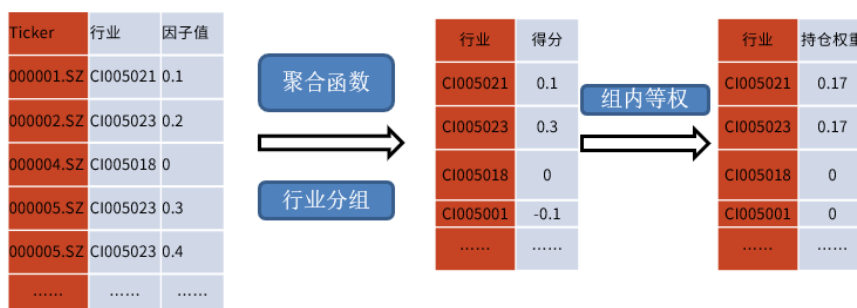 Ticker 行业 因子值
000001.SZ CI005021 0.1
000002.SZ CI005023 0.2
000004.SZ CI005018 0
000005.SZ CI005023 0.3
000005.SZ CI005023 0.4
…… …… ……
聚合函数
行业分组
行业 得分
CI005021 0.1
CI005023 0.3
CI005018 0
CI005001 -0.1
…… ……
组内等权
行业 持仓权重
CI005021 0.17
CI005023 0.17
CI005018 0
CI005001 0
…… ……